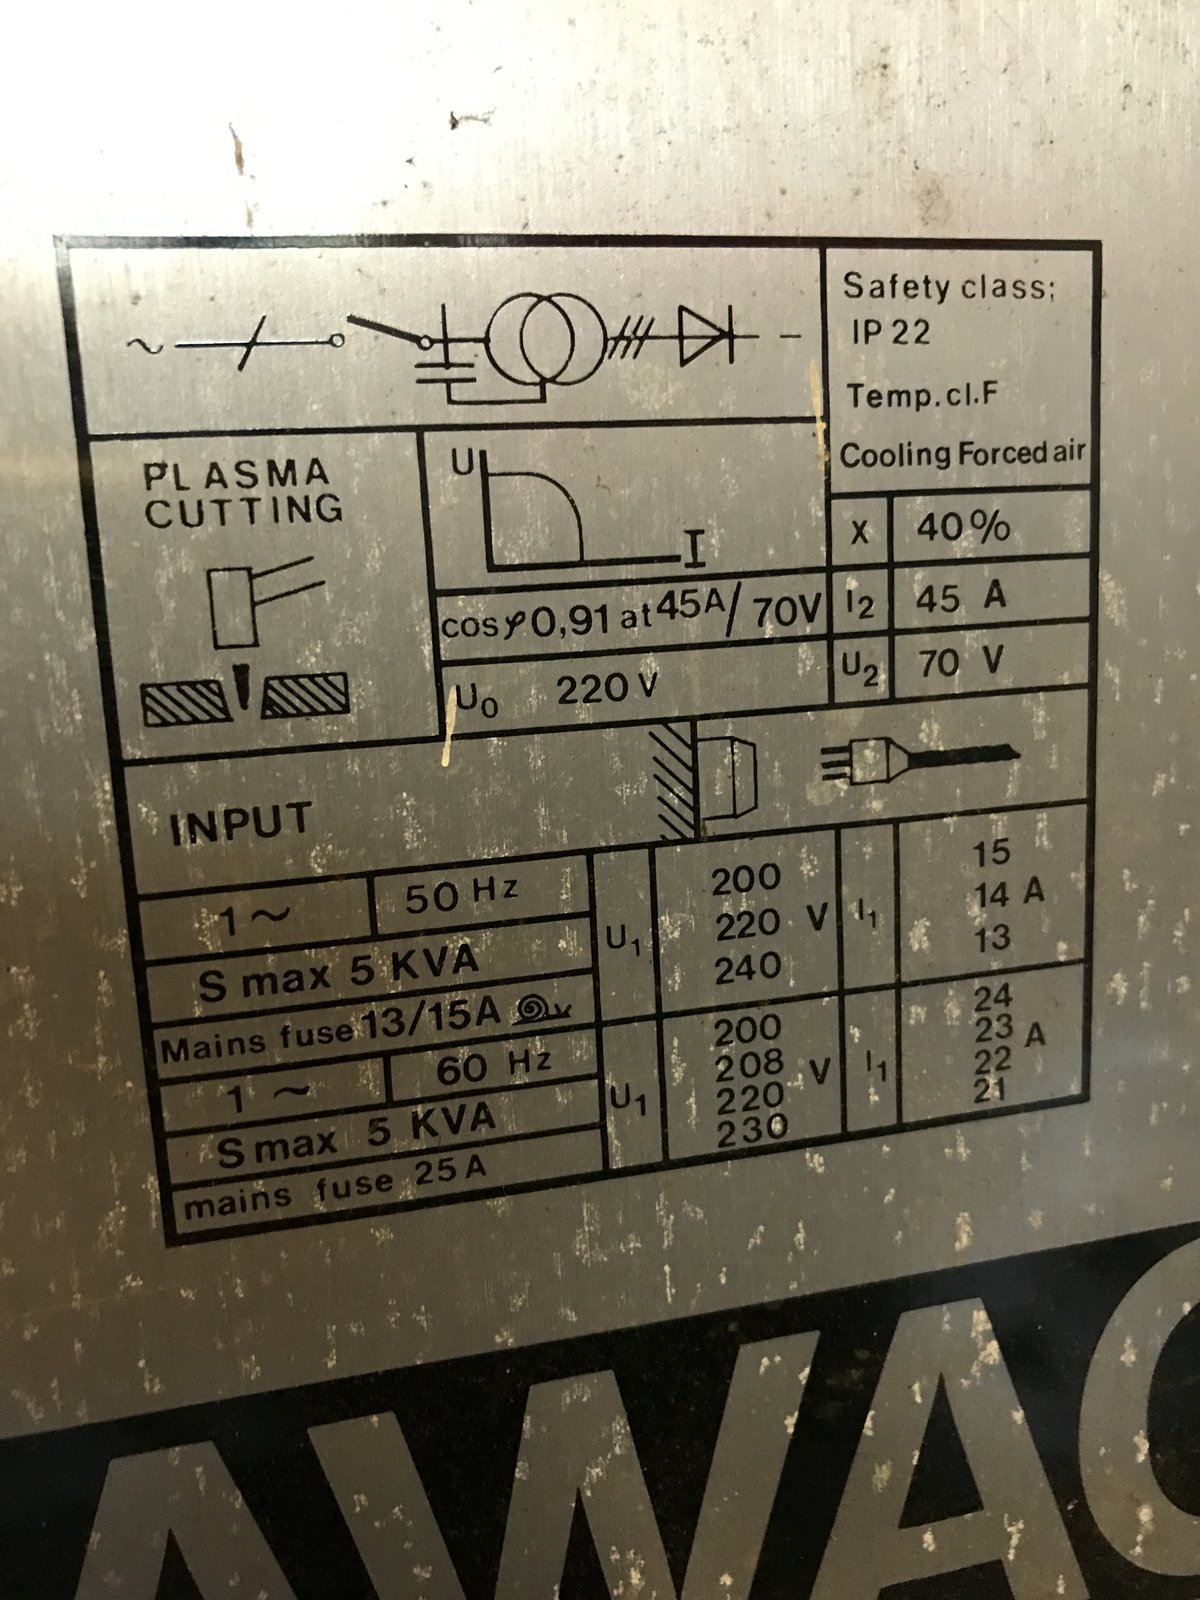 Safety class:
IP 22
Temp.cl.F
Cooling Forced air
PLASMA
CUTTING
U
I
x 40%
cosφ 0,91 at 45A/70V
I2 45 A
U0 220V
U2 70 V
INPUT
1~ 50 Hz
S max 5 KVA
Mains fuse 13/15A
U1
200
220 V
240
I1
15
14 A
13
1 ~ 60 Hz
S max 5 KVA
mains fuse 25A
U1
200
208 V
220
230
I1
24
23 A
22
21